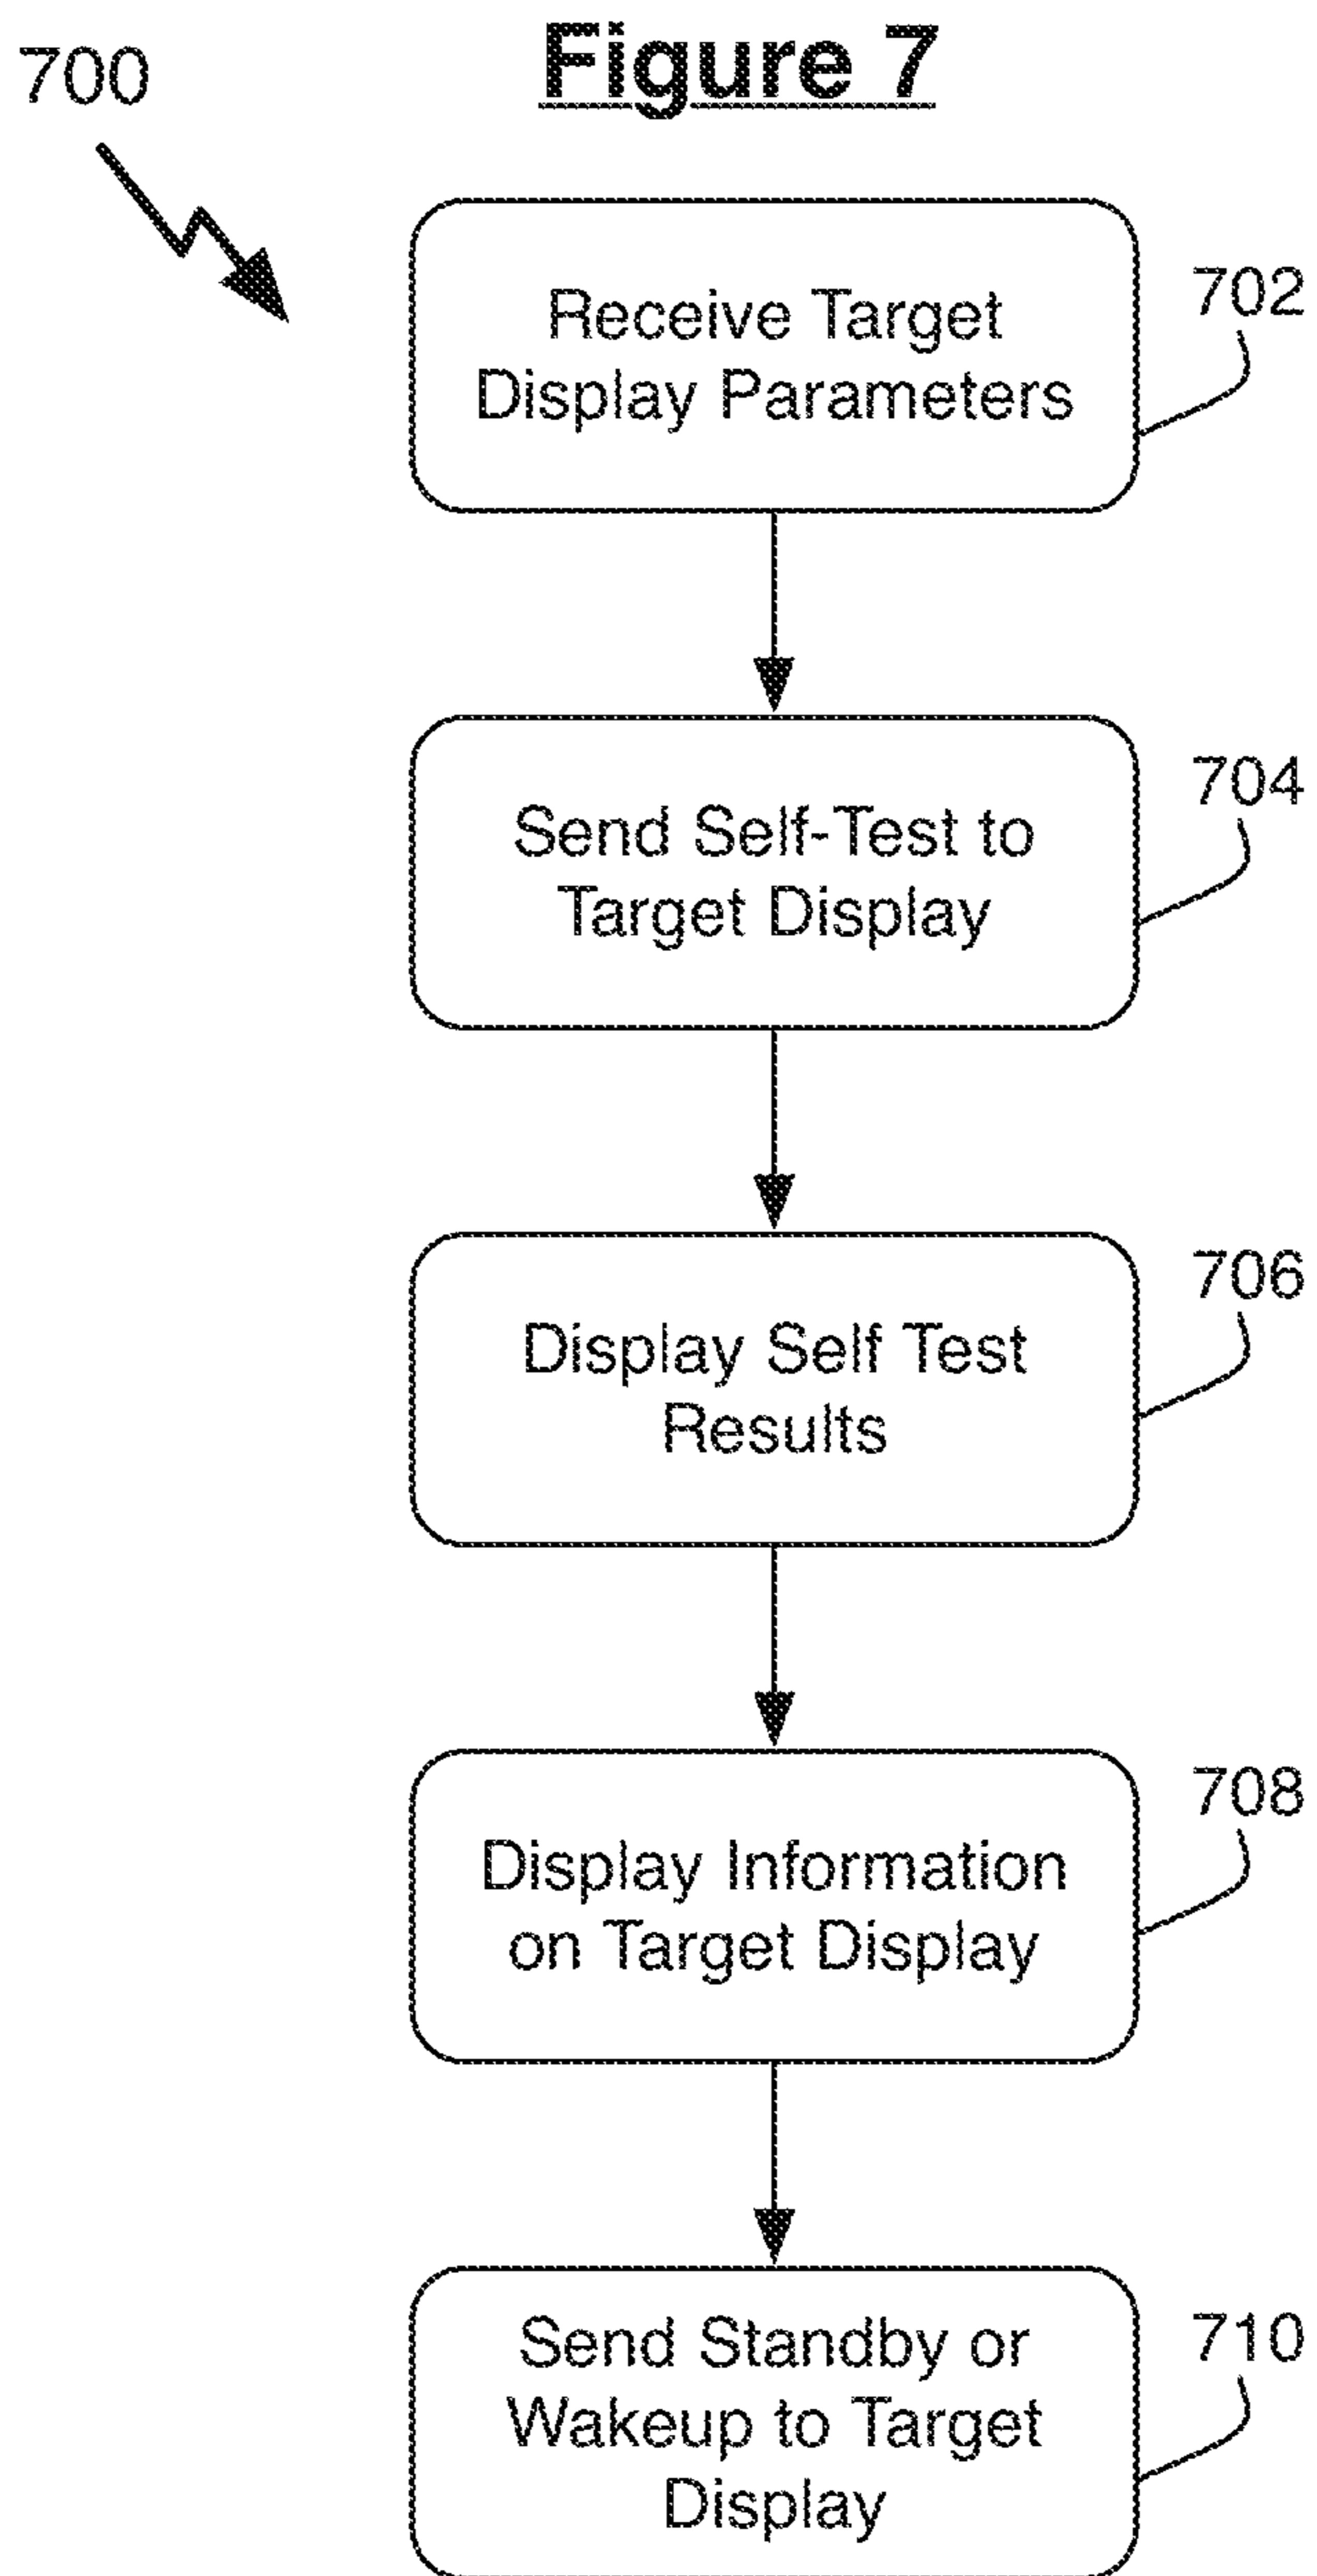 Figure 7
700
Receive Target
Display Parameters
702
Send Self-Test to
Target Display
704
Display Self Test
Results
706
Display Information
on Target Display
708
Send Standby or
Wakeup to Target
Display
710